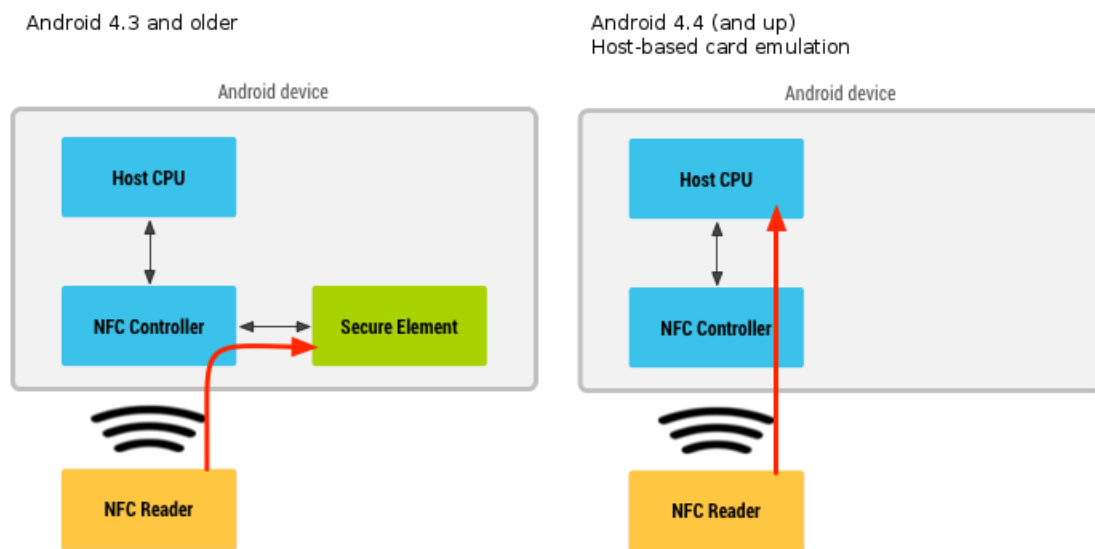 Android 4.3 and older
Android 4.4 (and up)
Host-based card emulation
Android device
Host CPU
NFC Controller
Secure Element
NFC Reader
Android device
Host CPU
NFC Controller
NFC Reader